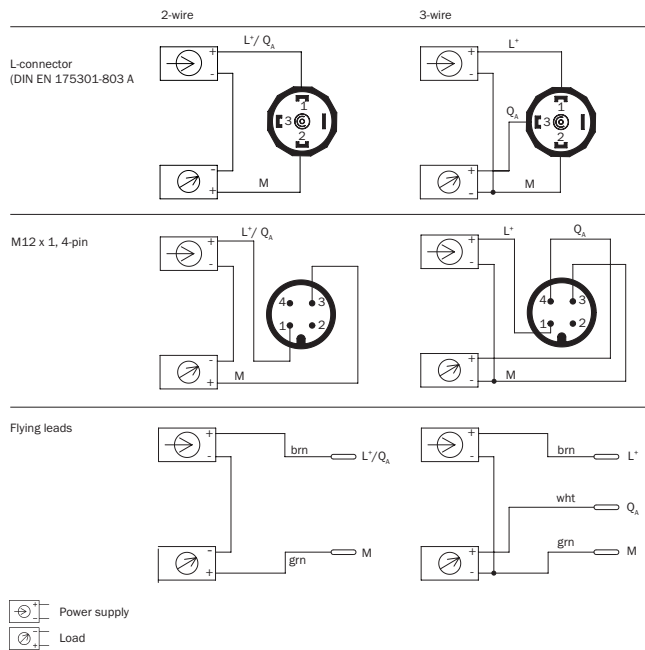 2-wire
3-wire
L-connector
(DIN EN 175301-803 A
+
-
L⁺/ Q_A
1
3
2
-
+
M
+
-
L⁺
Q_A
1
3
2
+
-
M
M12 x 1, 4-pin
+
-
L⁺/ Q_A
4
3
1
2
-
+
M
+
-
L⁺
Q_A
4
3
1
2
+
-
M
Flying leads
+
-
brn
L⁺/Q_A
-
+
grn
M
+
-
brn
L⁺
wht
Q_A
+
-
grn
M
+
-
Power supply
-
+
Load